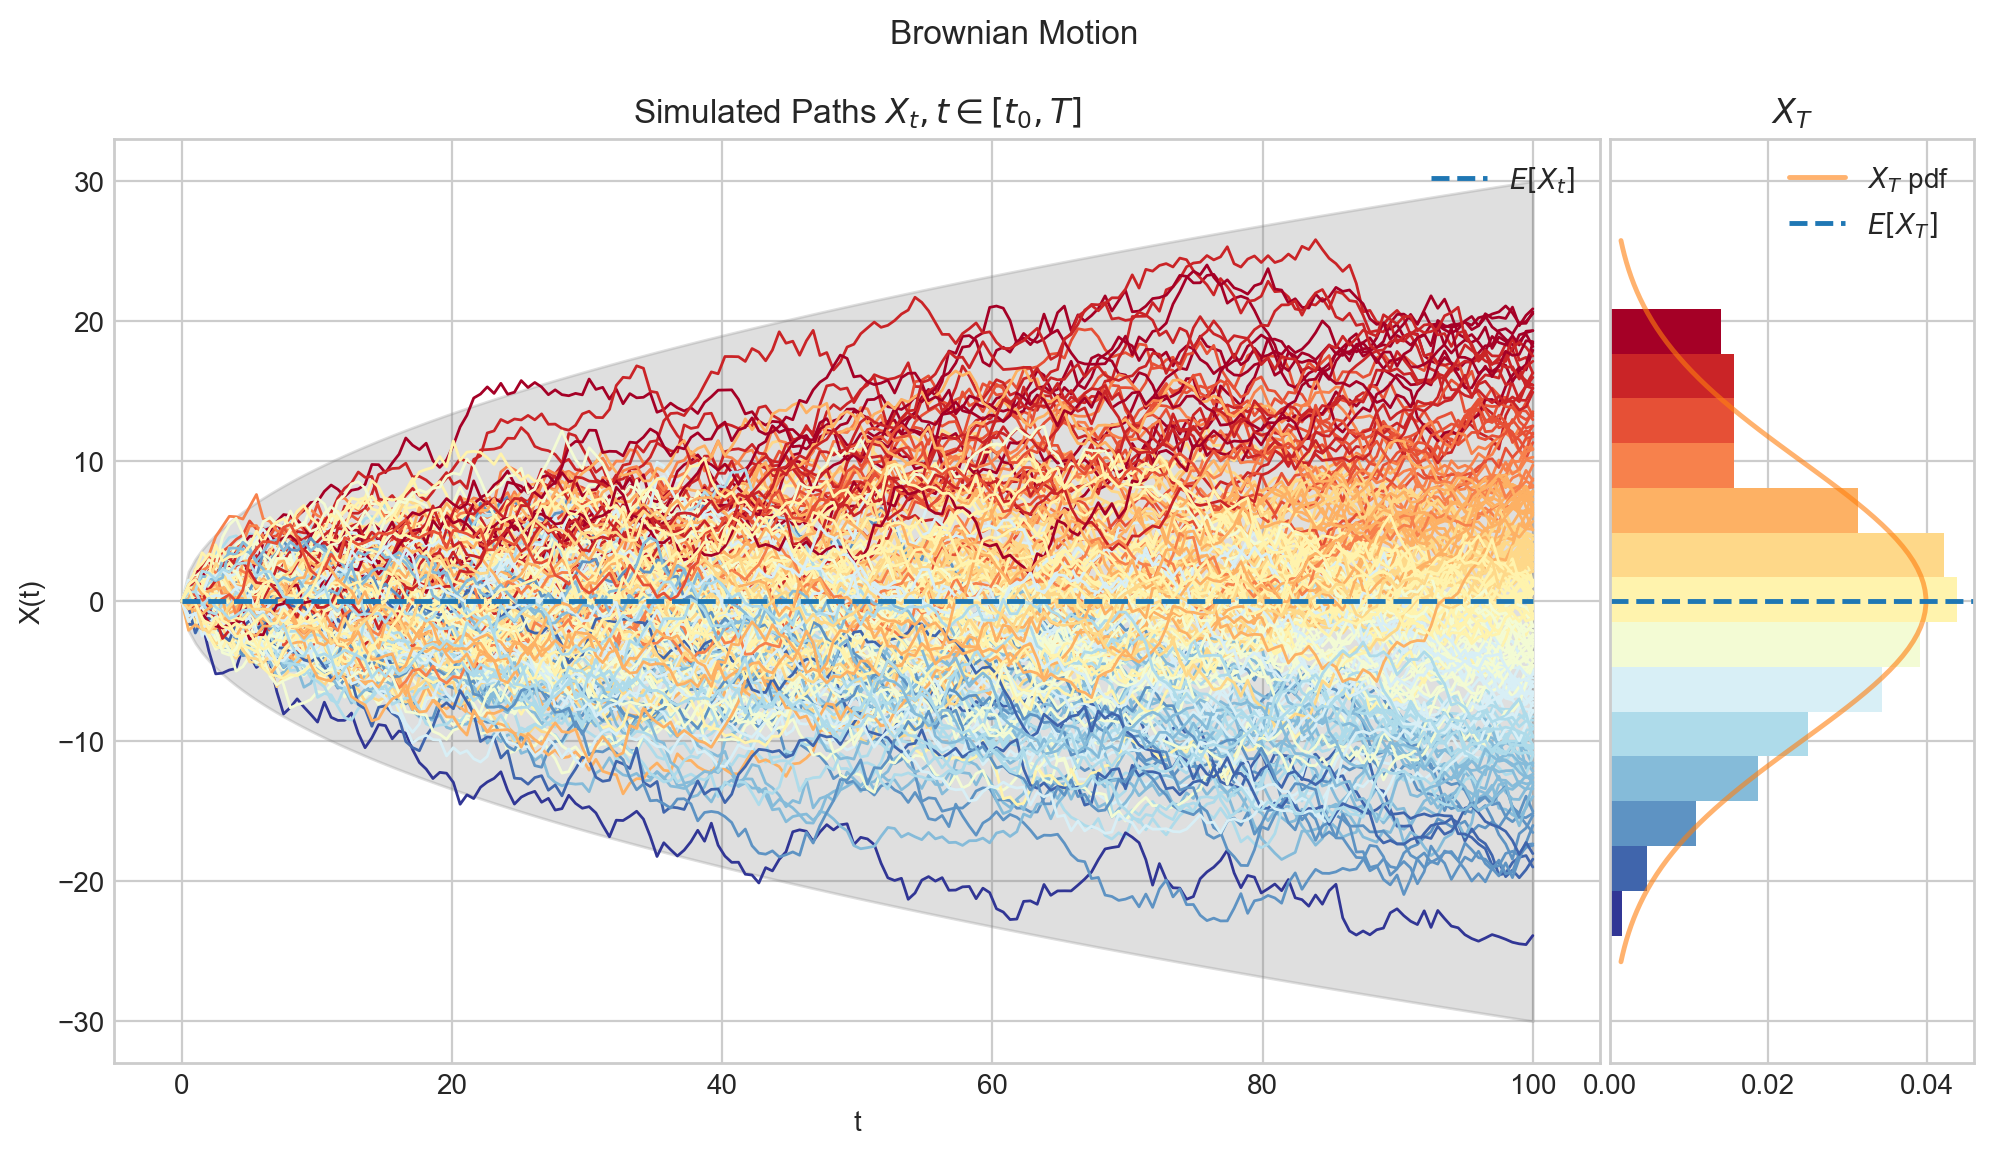 Brownian Motion
Simulated Paths $X_t, t \in [t_0, T]$
$X_T$
$E[X_t]$
$X_T$ pdf
$E[X_T]$
X(t)
30
20
10
0
−10
−20
−30
0 20 40 60 80 100
0.00 0.02 0.04
t